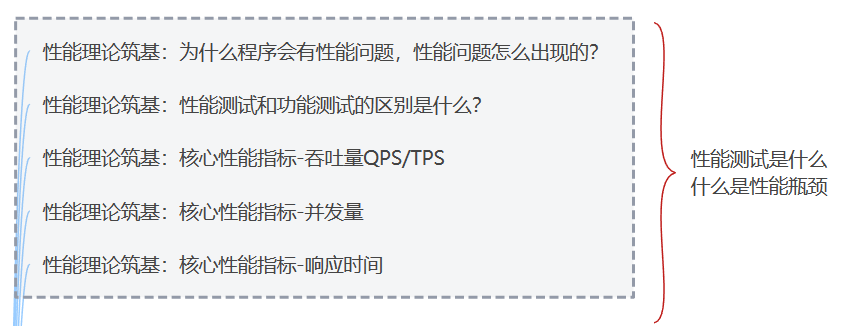 性能理论筑基：为什么程序会有性能问题，性能问题怎么出现的？
性能理论筑基：性能测试和功能测试的区别是什么？
性能理论筑基：核心性能指标-吞吐量QPS/TPS
性能理论筑基：核心性能指标-并发量
性能理论筑基：核心性能指标-响应时间
性能测试是什么
什么是性能瓶颈